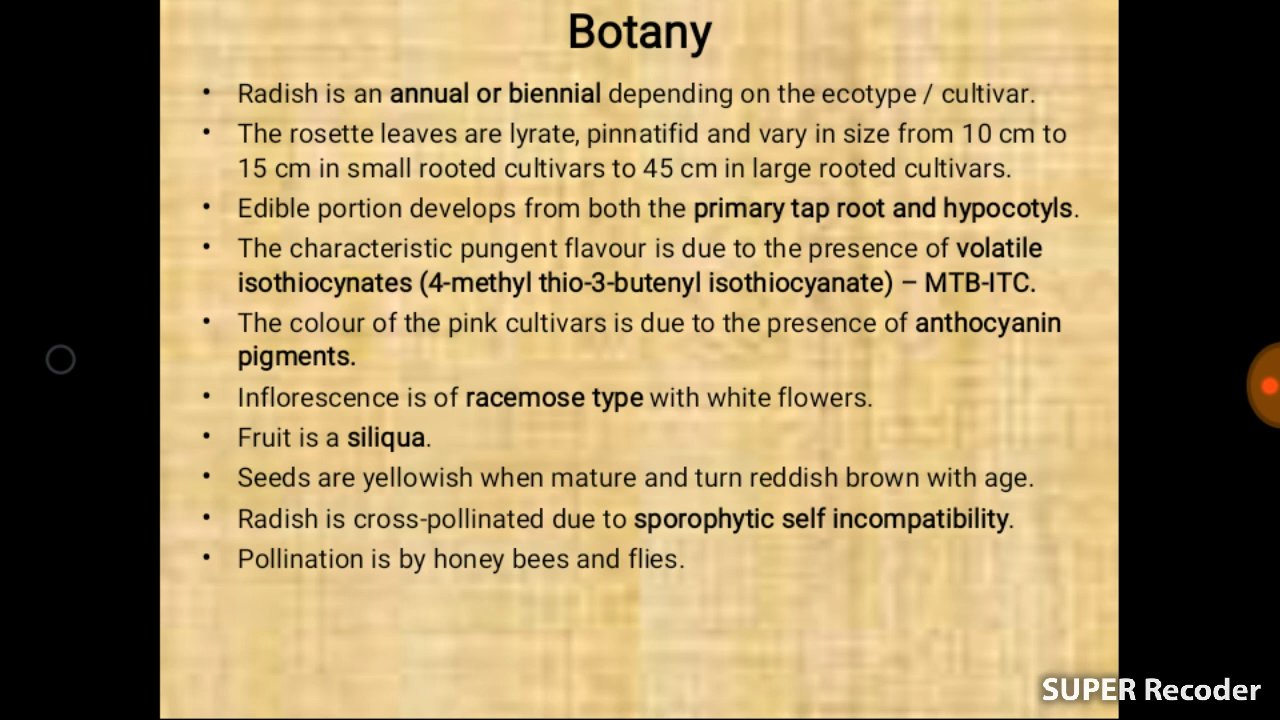 Botany
• Radish is an annual or biennial depending on the ecotype / cultivar.
• The rosette leaves are lyrate, pinnatifid and vary in size from 10 cm to
15 cm in small rooted cultivars to 45 cm in large rooted cultivars.
• Edible portion develops from both the primary tap root and hypocotyls.
• The characteristic pungent flavour is due to the presence of volatile
isothiocynates (4-methyl thio-3-butenyl isothiocyanate) – MTB-ITC.
• The colour of the pink cultivars is due to the presence of anthocyanin
pigments.
• Inflorescence is of racemose type with white flowers.
• Fruit is a siliqua.
• Seeds are yellowish when mature and turn reddish brown with age.
• Radish is cross-pollinated due to sporophytic self incompatibility.
• Pollination is by honey bees and flies.
SUPER Recoder